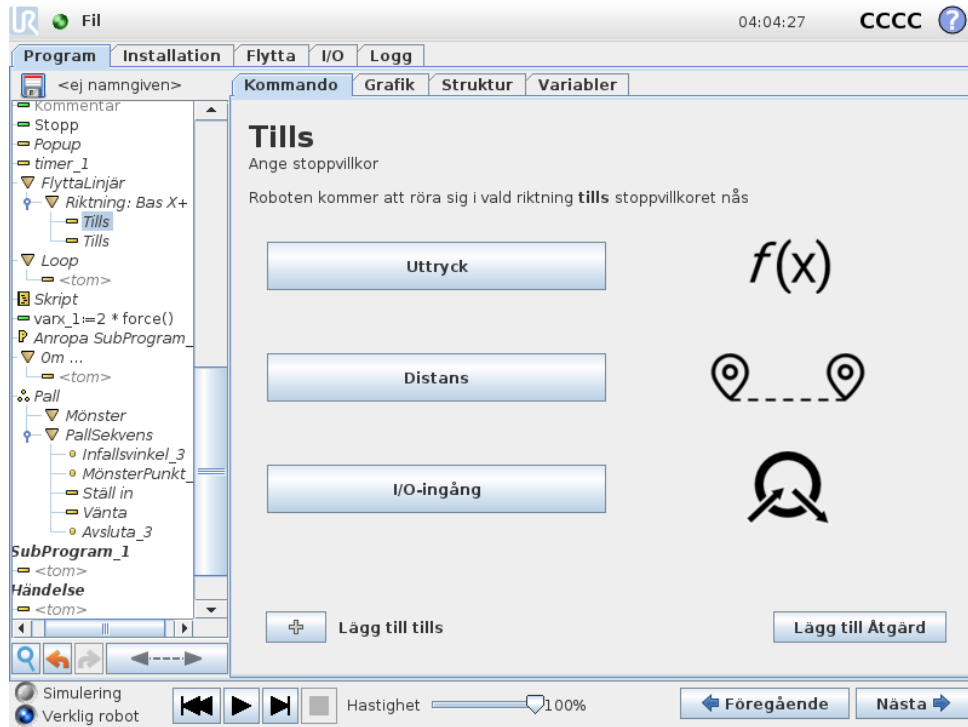 UR Fil 04:04:27 CCCC ?
Program Installation Flytta I/O Logg
<ej namngiven>
Kommando Grafik Struktur Variabler
Kommentar
Stopp
Popup
timer_1
FlyttaLinjär
Riktning: Bas X+
Tills
Tills
Loop
<tom>
Skript
varx_1:=2 * force()
Anropa SubProgram_
Om ...
<tom>
Pall
Mönster
PallSekvens
Infallsvinkel_3
MönsterPunkt_
Ställ in
Vänta
Avsluta_3
SubProgram_1
<tom>
Händelse
<tom>
Tills
Ange stoppvillkor
Roboten kommer att röra sig i vald riktning tills stoppvillkoret nås
Uttryck
f(x)
Distans
I/O-ingång
Lägg till tills
Lägg till Åtgärd
Simulering
Verklig robot
Hastighet 100%
Föregående
Nästa